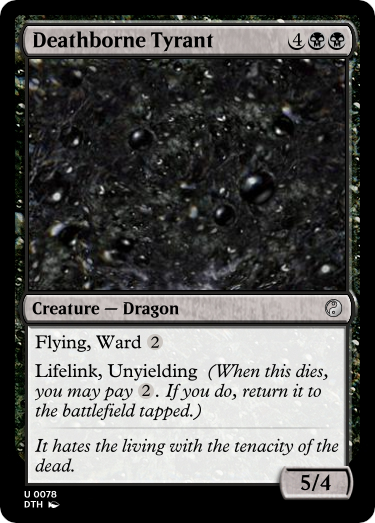 Deathborne Tyrant 4
Creature — Dragon
Flying, Ward 2
Lifelink, Unyielding (When this dies,
you may pay 2. If you do, return it to
the battlefield tapped.)
It hates the living with the tenacity of the
dead.
5/4
U 0078
DTH